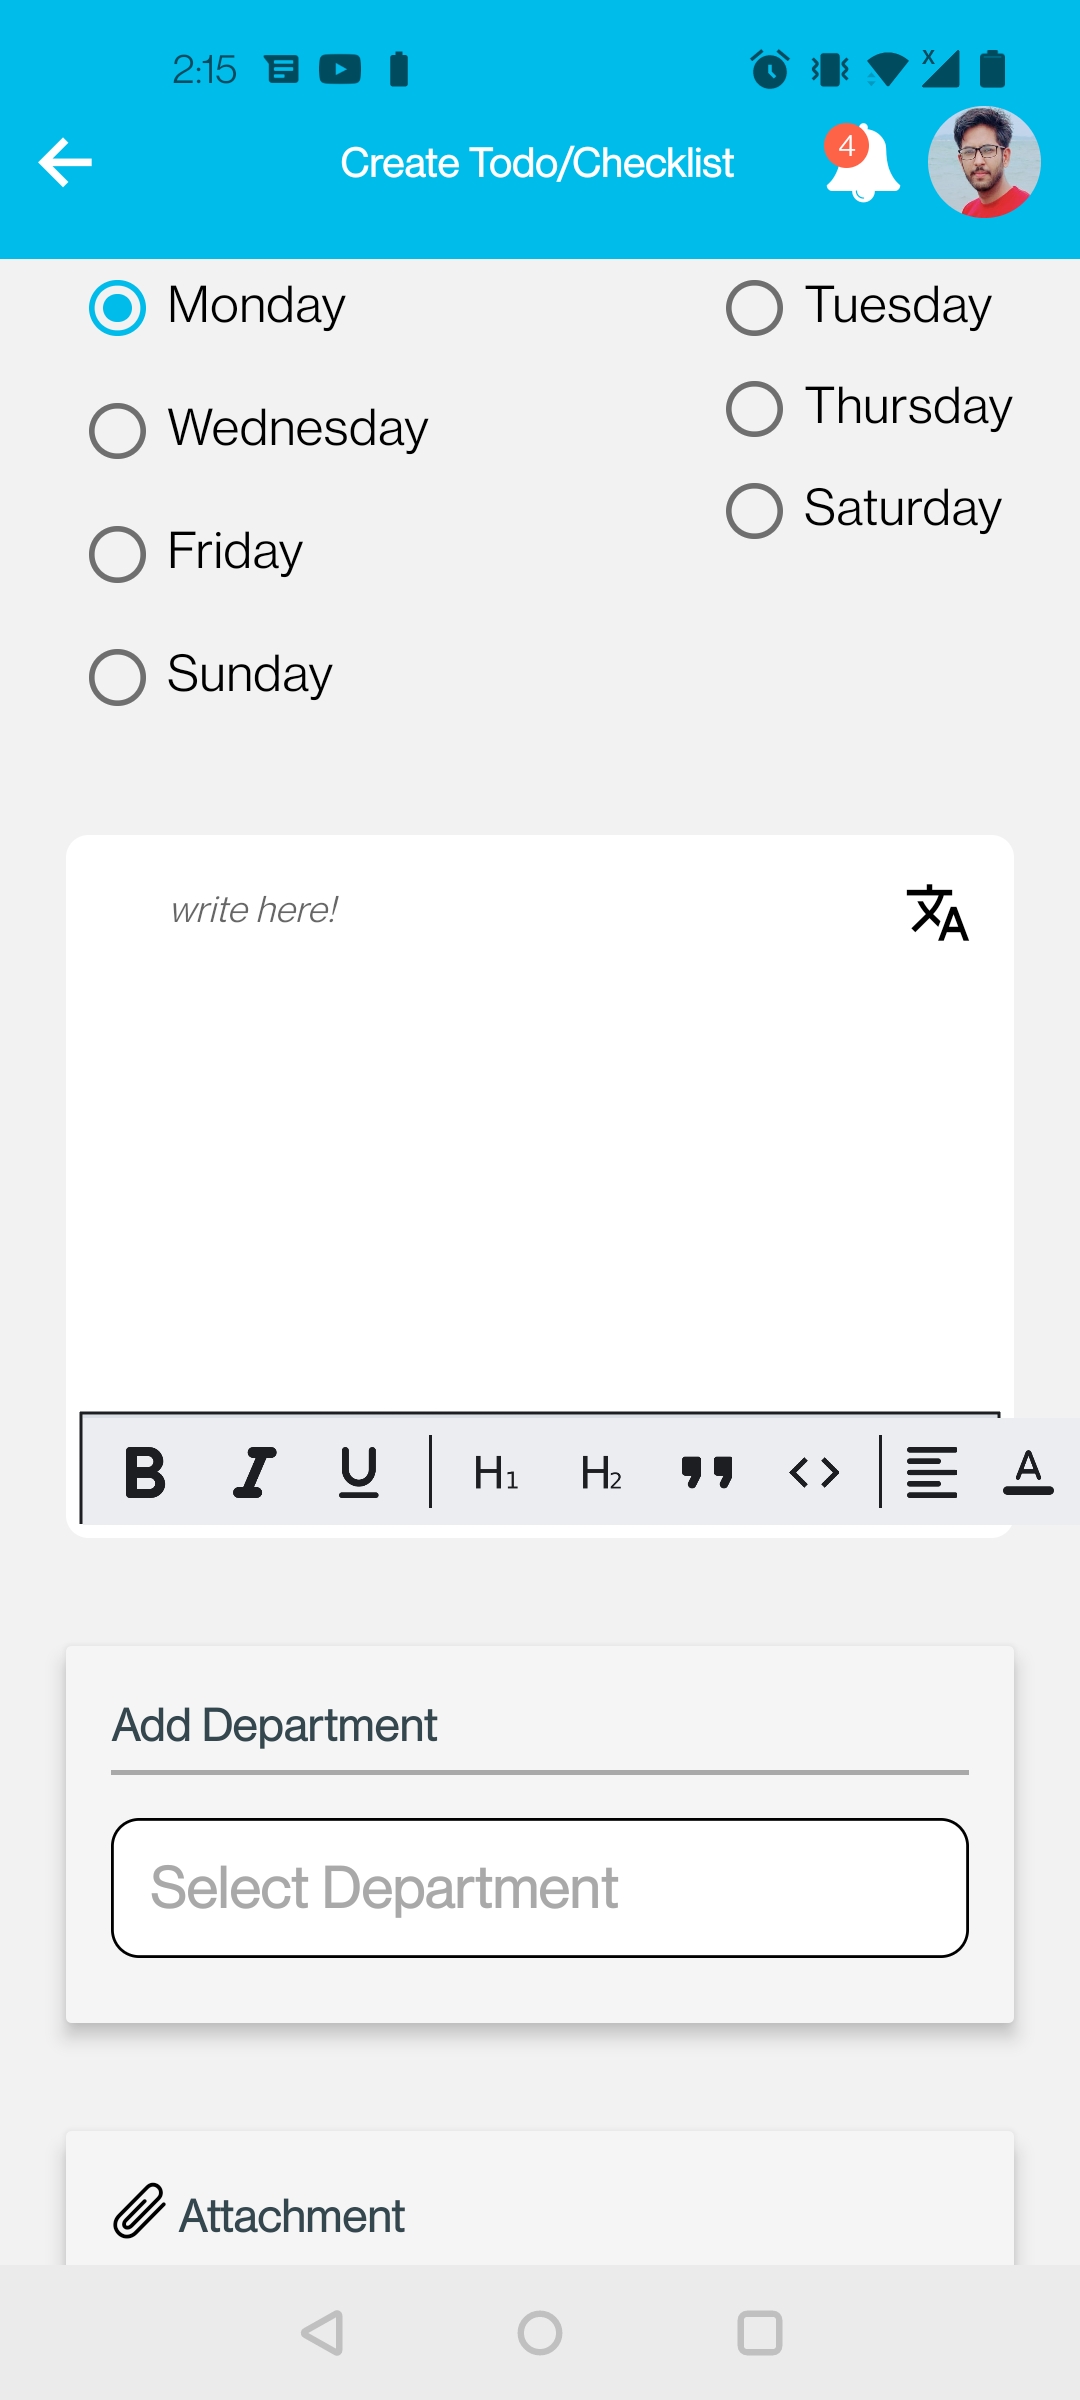 2:15
Create Todo/Checklist
4
Monday
Tuesday
Wednesday
Thursday
Friday
Saturday
Sunday
write here!
B I U H1 H2 A
Add Department
Select Department
Attachment